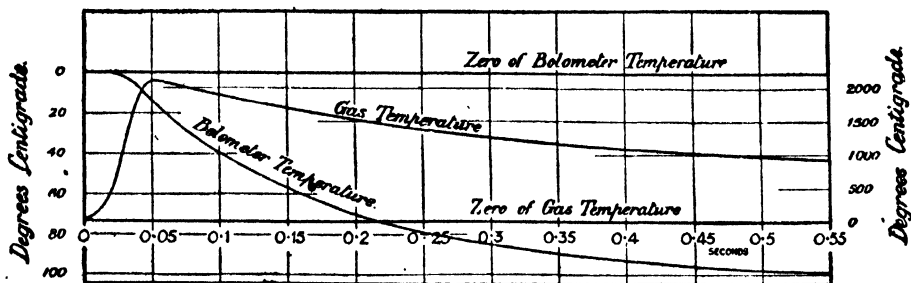 Degrees Centigrade.
0
20
40
60
80
100
Zero of Bolometer Temperature
Gas Temperature
Bolometer Temperature.
Zero of Gas Temperature
0 0·05 0·1 0·15 0·2 0·25 0·3 0·35 0·4 0·45 0·5 0·55
SECONDS
2000
1500
1000
500
0
Degrees Centigrade.